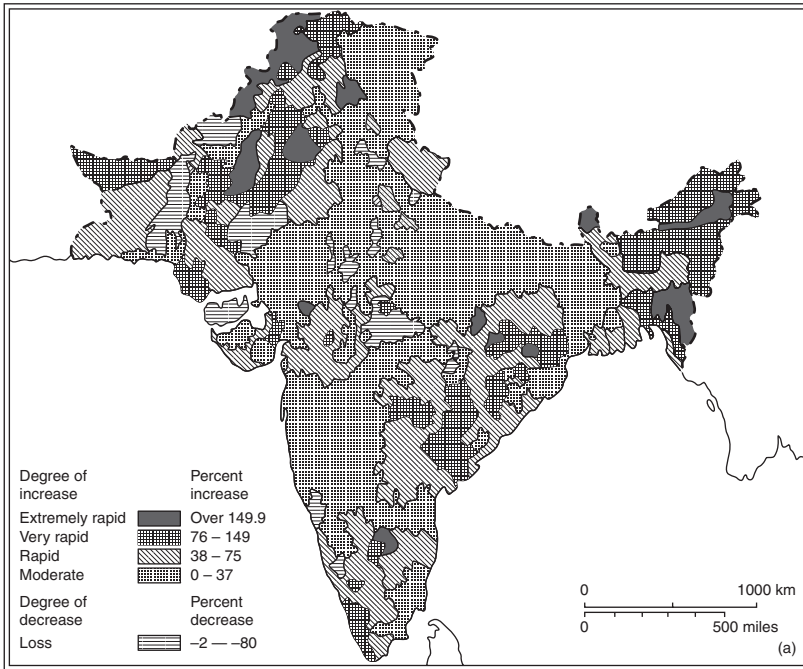 Degree of increase Percent increase
Extremely rapid Over 149.9
Very rapid 76 – 149
Rapid 38 – 75
Moderate 0 – 37
Degree of decrease Percent decrease
Loss –2 — –80
0 1000 km
0 500 miles
(a)